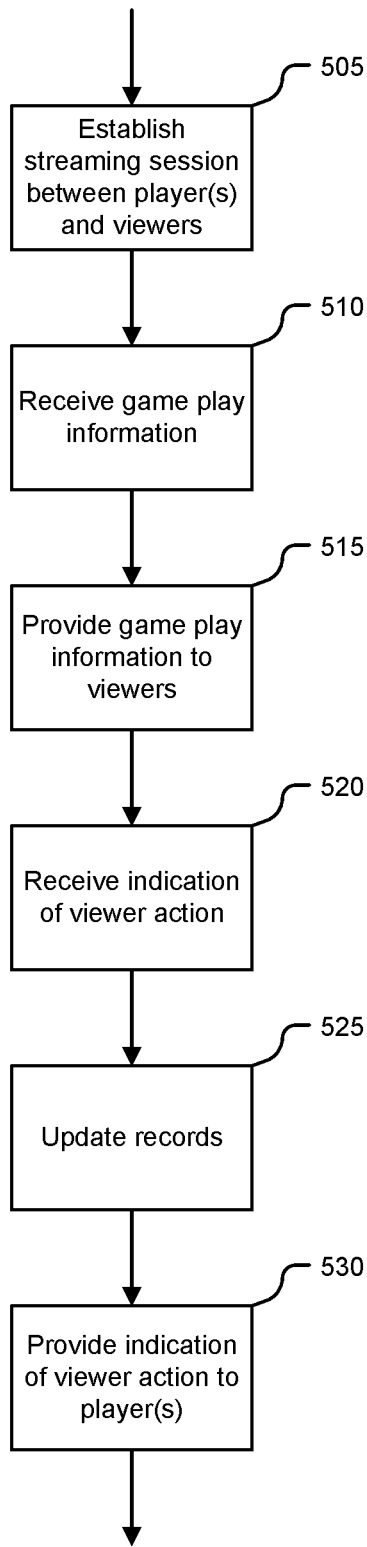 505
Establish
streaming session
between player(s)
and viewers
510
Receive game play
information
515
Provide game play
information to
viewers
520
Receive indication
of viewer action
525
Update records
530
Provide indication
of viewer action to
player(s)